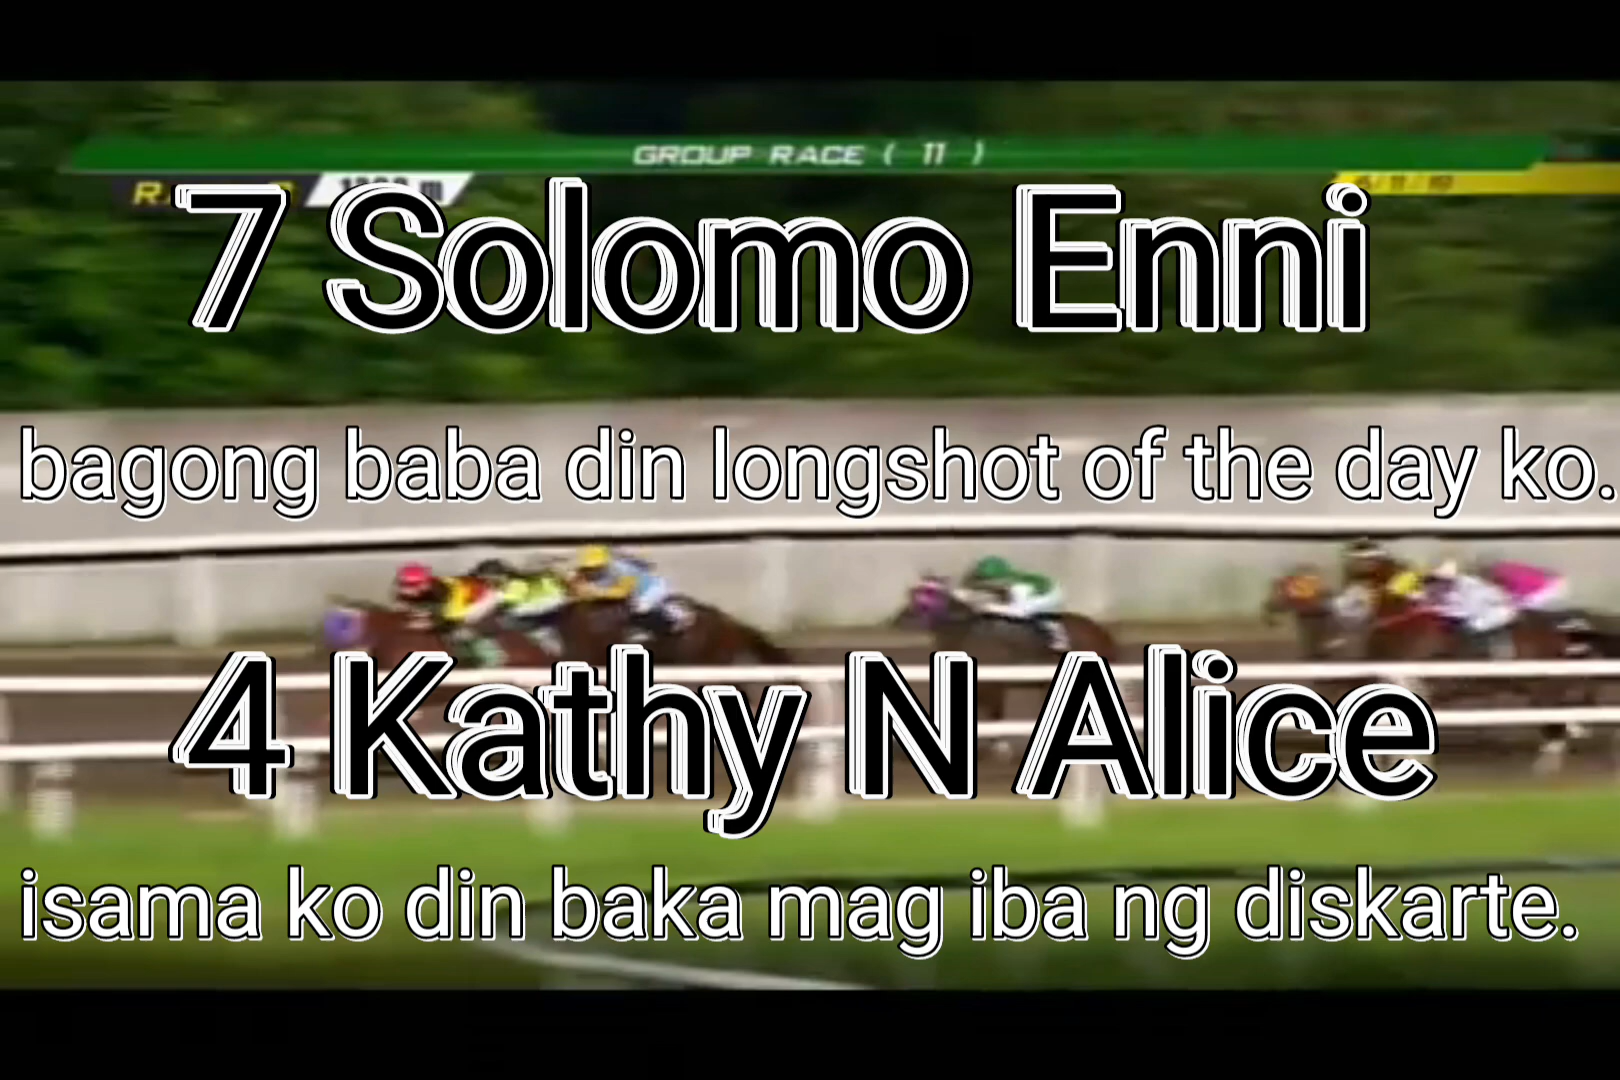 GROUP RACE ( 11 )
7 Solomo Enni
bagong baba din longshot of the day ko.
4 Kathy N Alice
isama ko din baka mag iba ng diskarte.